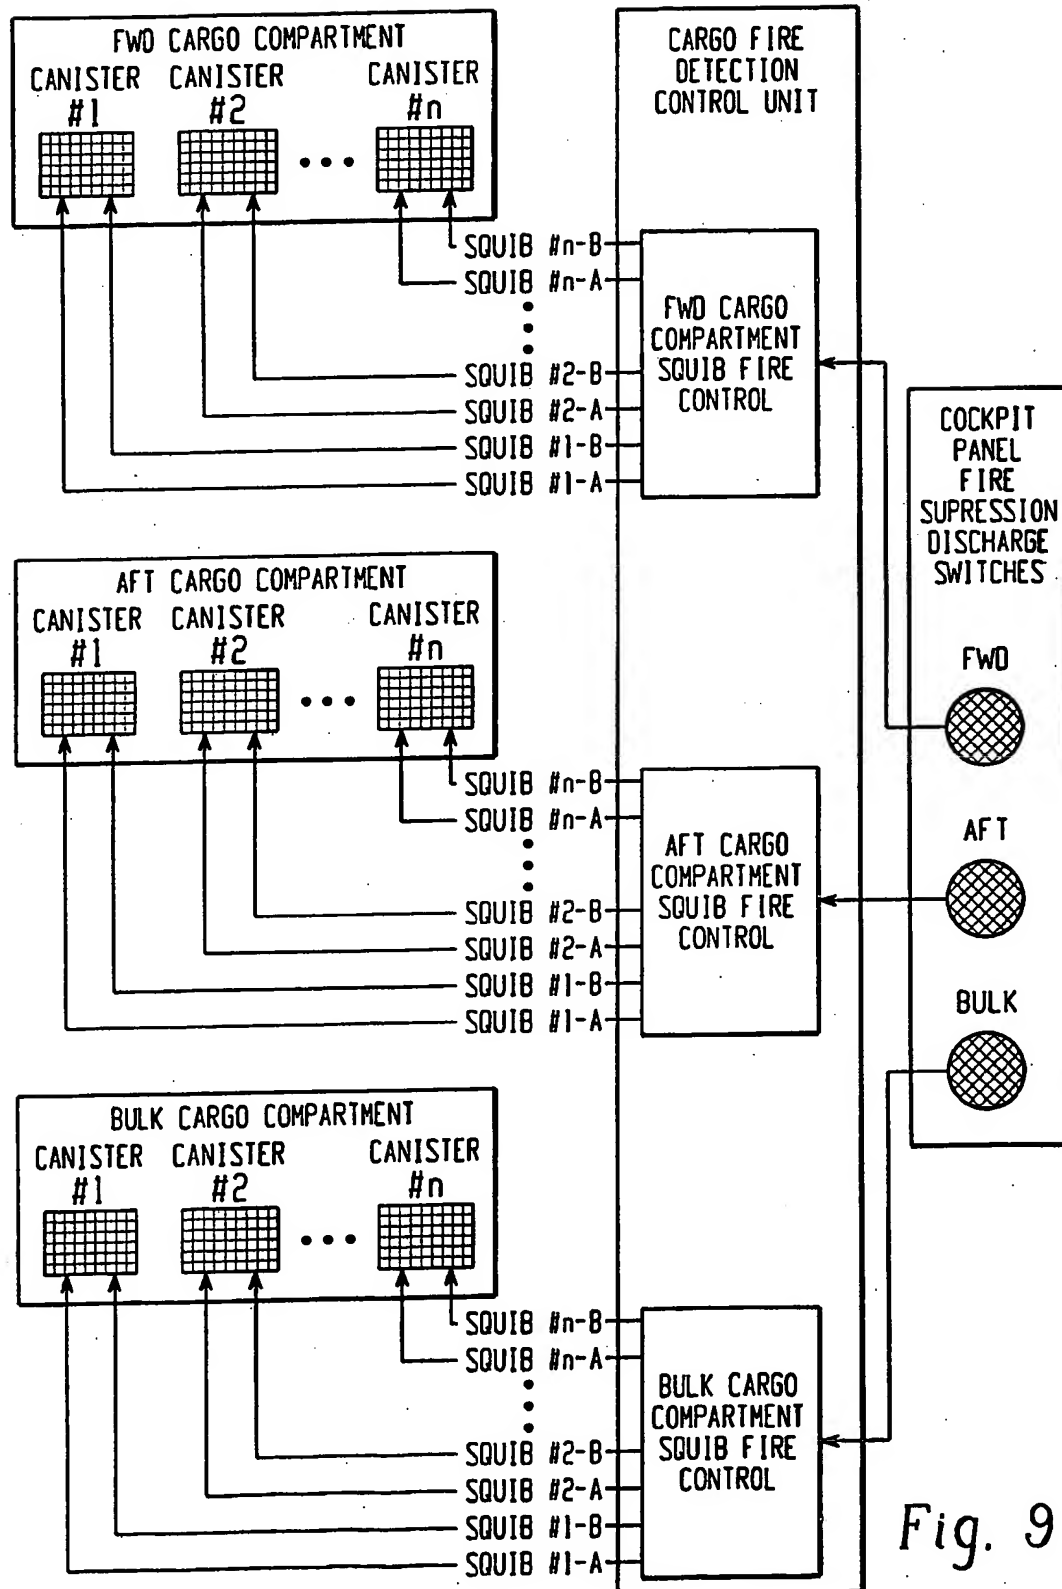 FWD CARGO COMPARTMENT
CANISTER #1
CANISTER #2
CANISTER #n
SQUIB #n-B
SQUIB #n-A
SQUIB #2-B
SQUIB #2-A
SQUIB #1-B
SQUIB #1-A
CARGO FIRE
DETECTION
CONTROL UNIT
FWD CARGO
COMPARTMENT
SQUIB FIRE
CONTROL
COCKPIT
PANEL
FIRE
SUPRESSION
DISCHARGE
SWITCHES
FWD
AFT
BULK
AFT CARGO COMPARTMENT
CANISTER #1
CANISTER #2
CANISTER #n
SQUIB #n-B
SQUIB #n-A
SQUIB #2-B
SQUIB #2-A
SQUIB #1-B
SQUIB #1-A
AFT CARGO
COMPARTMENT
SQUIB FIRE
CONTROL
BULK CARGO COMPARTMENT
CANISTER #1
CANISTER #2
CANISTER #n
SQUIB #n-B
SQUIB #n-A
SQUIB #2-B
SQUIB #2-A
SQUIB #1-B
SQUIB #1-A
BULK CARGO
COMPARTMENT
SQUIB FIRE
CONTROL
Fig. 9